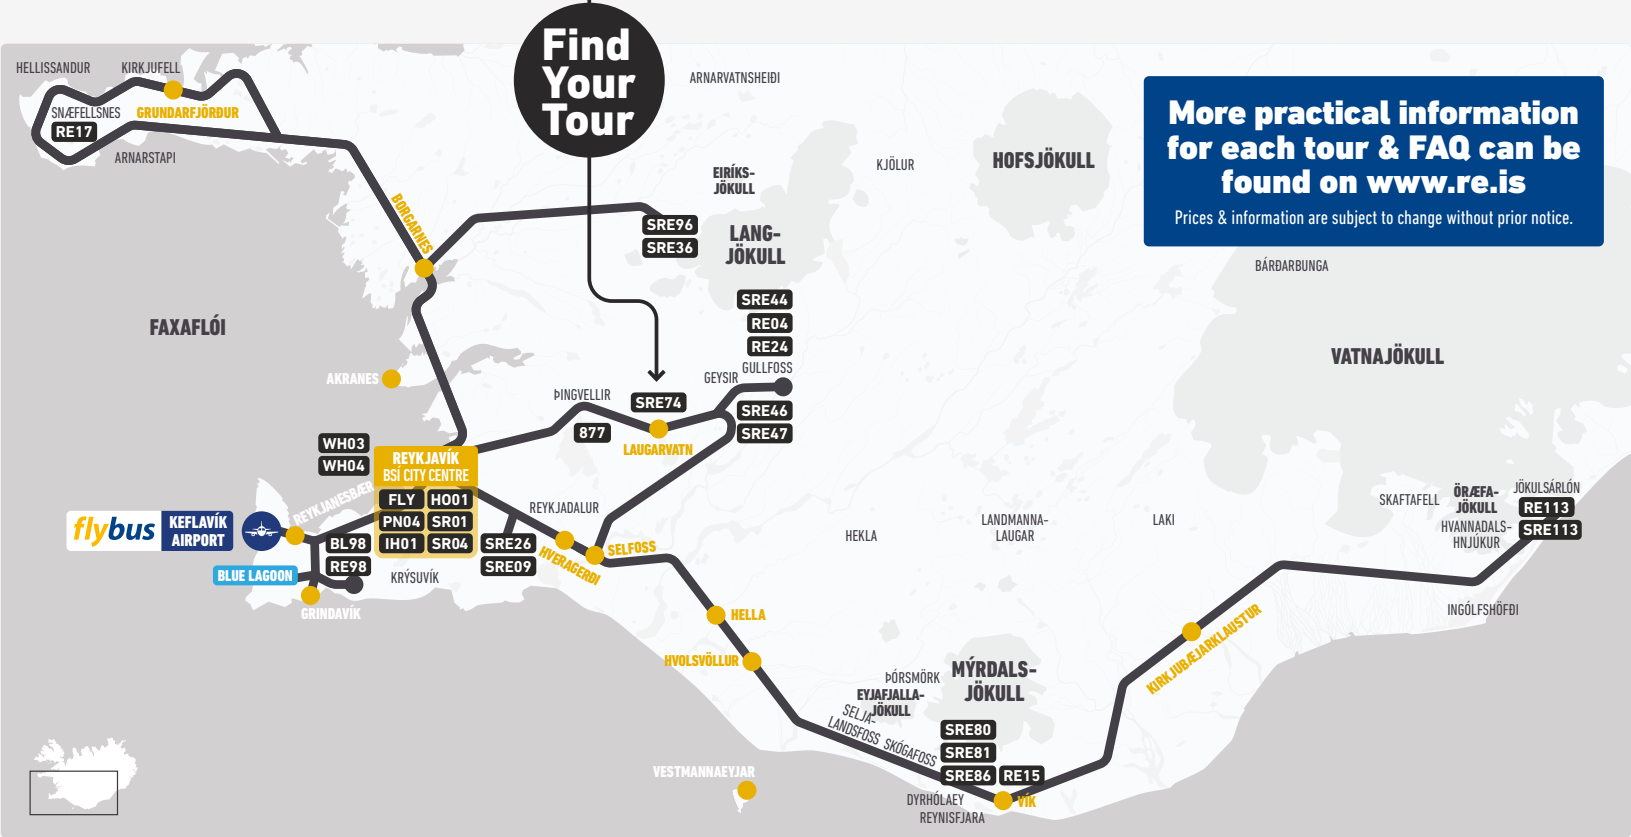 Find
Your
Tour
HELLISSANDUR
KIRKJUFELL
SNÆFELLSNES
GRUNDARFJÖRÐUR
RE17
ARNARSTAPI
ARNARVATNSHEIÐI
More practical information
for each tour & FAQ can be
found on www.re.is
Prices & information are subject to change without prior notice.
EIRÍKS-
JÖKULL
KJÖLUR
HOFSJÖKULL
BORGARNES
SRE96
SRE36
LANG-
JÖKULL
BÁRÐARBUNGA
FAXAFLÓI
SRE44
RE04
RE24
GULLFOSS
GEYSIR
VATNAJÖKULL
AKRANES
ÞINGVELLIR
SRE74
SRE46
SRE47
877
LAUGARVATN
WH03
WH04
REYKJAVÍK
BSÍ CITY CENTRE
FLY
HO01
PN04
SR01
IH01
SR04
REYKJANESBÆR
flybus
KEFLAVÍK
AIRPORT
BL98
RE98
BLUE LAGOON
GRINDAVÍK
KRÝSUVÍK
REYKJADALUR
SRE26
SRE09
HVERAGERÐI
SELFOSS
HEKLA
LANDMANNA-
LAUGAR
LAKI
SKAFTAFELL
ÖRÆFA-
JÖKULL
JÖKULSÁRLÓN
RE113
SRE113
HVANNADALS-
HNJÚKUR
INGÓLFSHÖFÐI
HELLA
HVOLSVÖLLUR
KIRKJUBÆJARKLAUSTUR
ÞÓRSMÖRK
EYJAFJALLA-
JÖKULL
MÝRDALS-
JÖKULL
SELJA-
LANDSFOSS
SKÓGAFOSS
SRE80
SRE81
SRE86
RE15
VESTMANNAEYJAR
DYRHÓLAEY
REYNISFJARA
VÍK